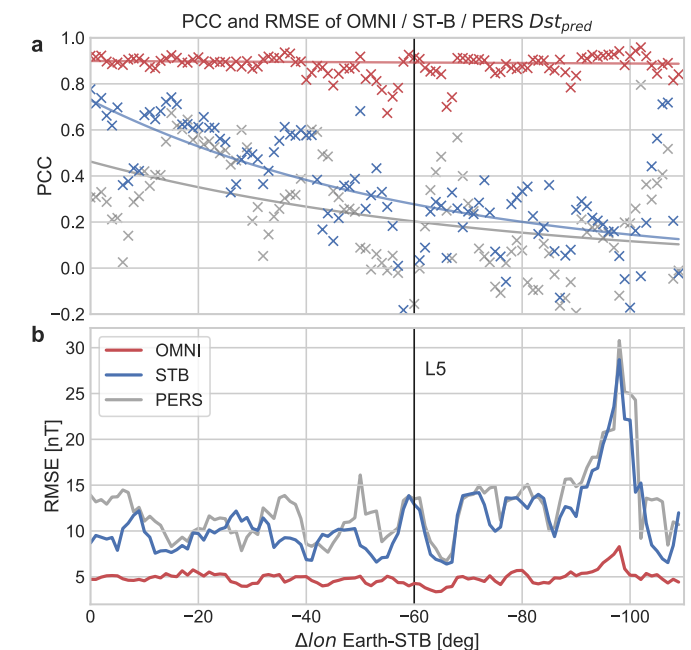 PCC and RMSE of OMNI / ST-B / PERS Dst_pred
a
1.0
0.8
0.6
0.4
0.2
0.0
−0.2
PCC
b
30
25
20
15
10
5
RMSE [nT]
OMNI
STB
PERS
L5
0
−20
−40
−60
−80
−100
Δlon Earth-STB [deg]